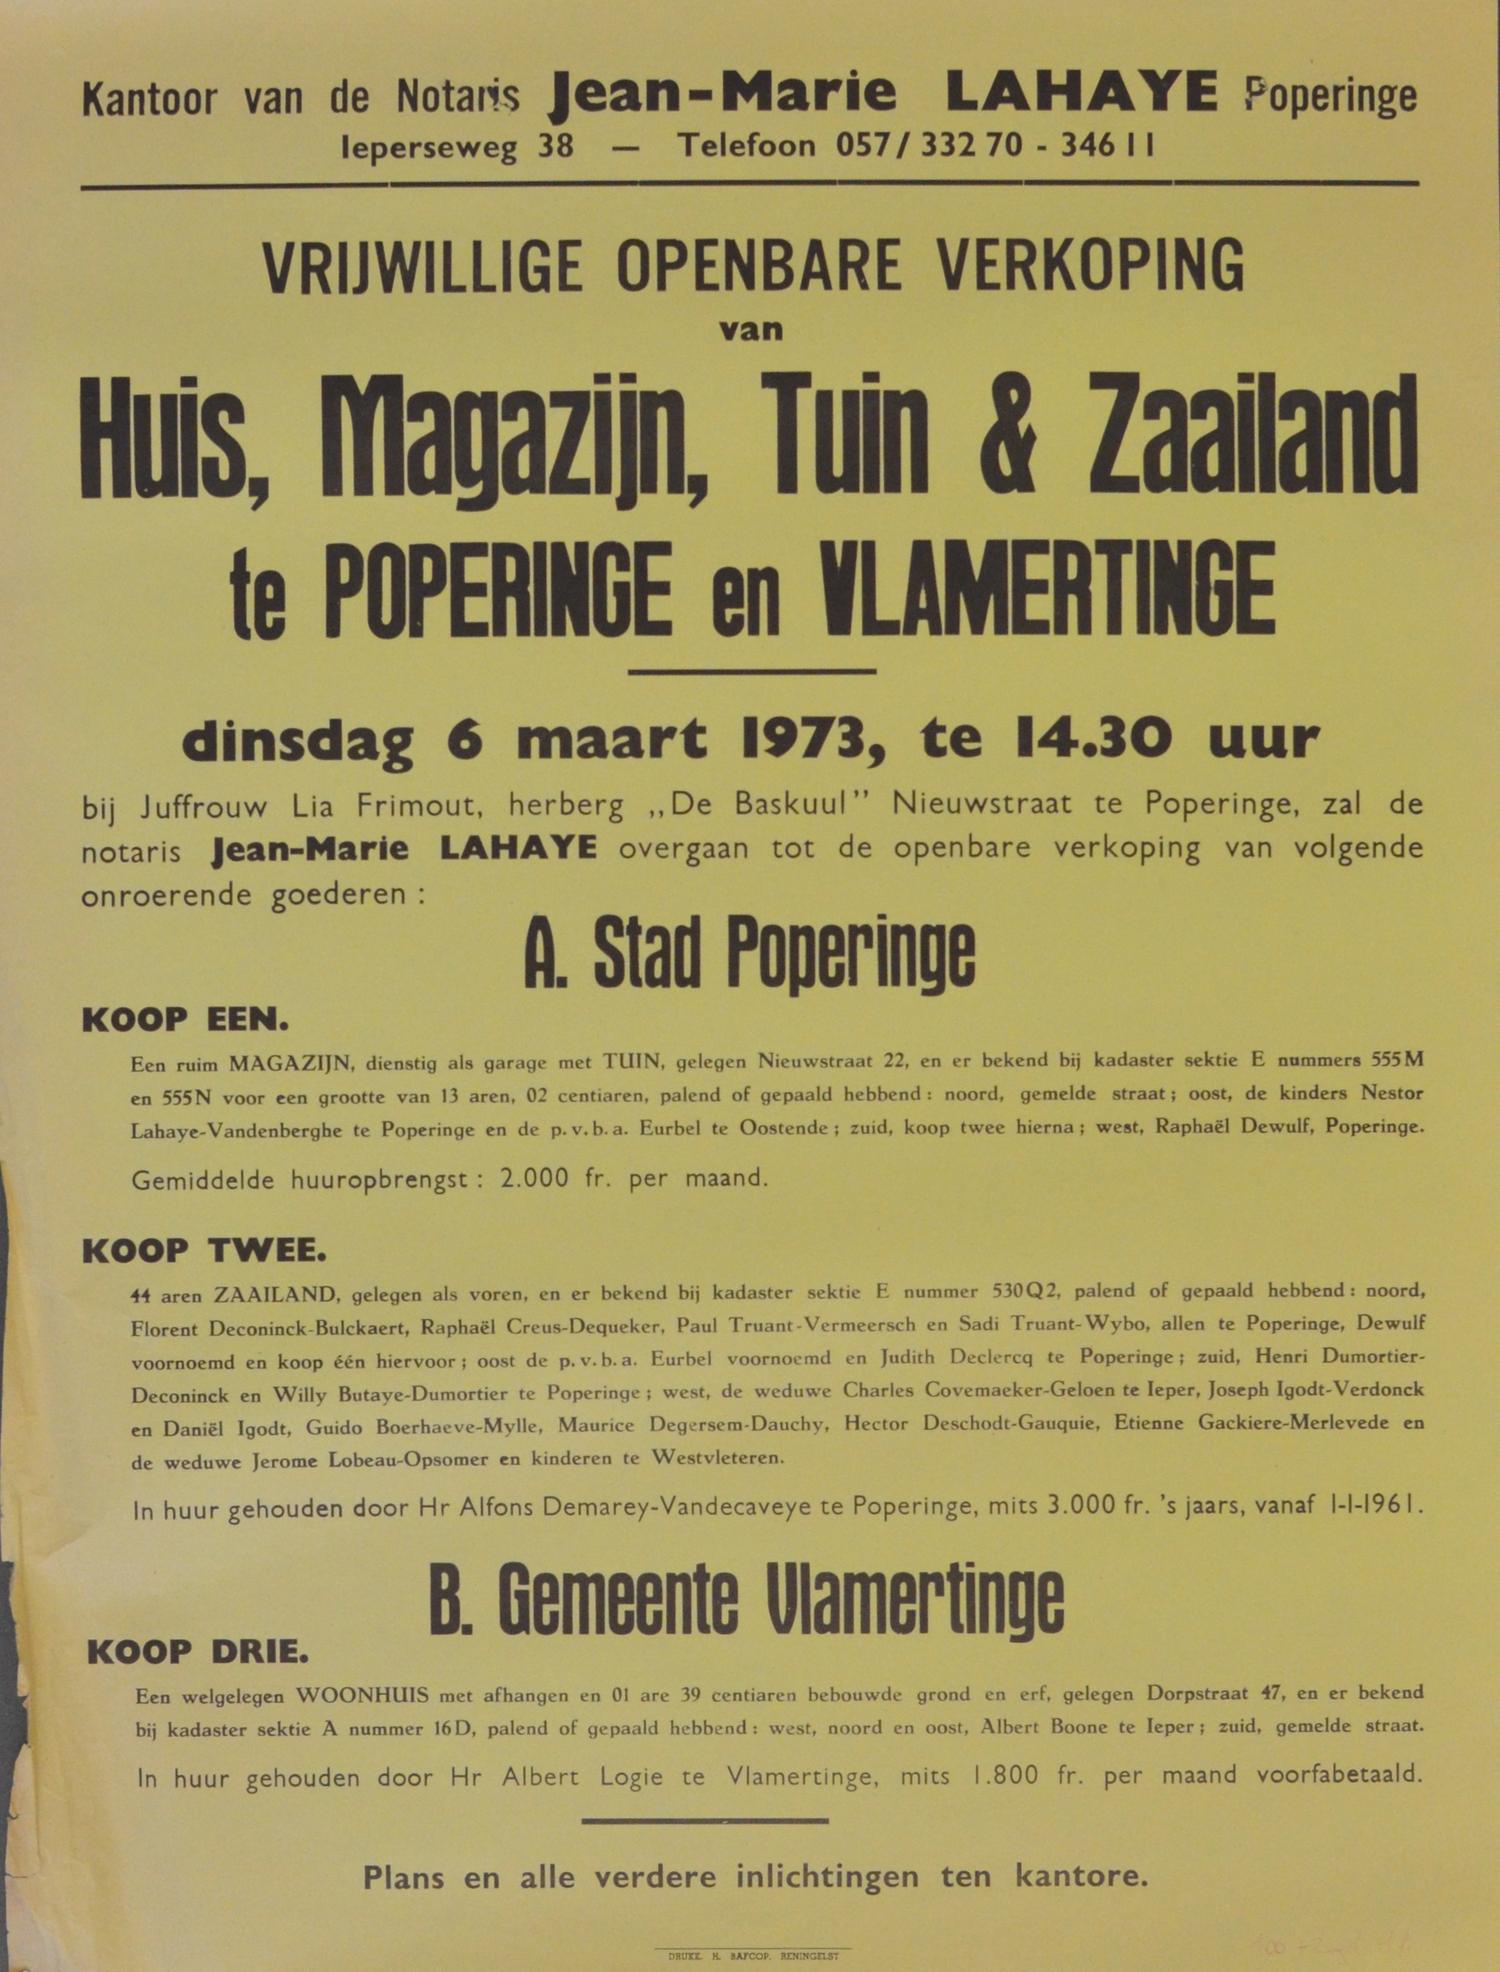 Kantoor van de Notaris Jean-Marie LAHAYE Poperinge
Ieperseweg 38 — Telefoon 057/ 332 70 - 346 11
VRIJWILLIGE OPENBARE VERKOPING
van
Huis, Magazijn, Tuin & Zaailand
te POPERINGE en VLAMERTINGE
dinsdag 6 maart 1973, te 14.30 uur
bij Juffrouw Lia Frimout, herberg „De Baskuul” Nieuwstraat te Poperinge, zal de
notaris Jean-Marie LAHAYE overgaan tot de openbare verkoping van volgende
onroerende goederen :
A. Stad Poperinge
KOOP EEN.
Een ruim MAGAZIJN, dienstig als garage met TUIN, gelegen Nieuwstraat 22, en er bekend bij kadaster sektie E nummers 555M
en 555N voor een grootte van 13 aren, 02 centiaren, palend of gepaald hebbend : noord, gemelde straat ; oost, de kinders Nestor
Lahaye-Vandenberghe te Poperinge en de p.v.b.a. Eurbel te Oostende ; zuid, koop twee hierna ; west, Raphaël Dewulf, Poperinge.
Gemiddelde huuropbrengst : 2.000 fr. per maand.
KOOP TWEE.
44 aren ZAAILAND, gelegen als voren, en er bekend bij kadaster sektie E nummer 530Q2, palend of gepaald hebbend : noord,
Florent Deconinck-Bulckaert, Raphaël Creus-Dequeker, Paul Truant-Vermeersch en Sadi Truant-Wybo, allen te Poperinge, Dewulf
voornoemd en koop één hiervoor ; oost de p.v.b.a. Eurbel voornoemd en Judith Declercq te Poperinge ; zuid, Henri Dumortier-
Deconinck en Willy Butaye-Dumortier te Poperinge ; west, de weduwe Charles Covemaeker-Geloen te Ieper, Joseph Igodt-Verdonck
en Daniël Igodt, Guido Boerhaeve-Mylle, Maurice Degersem-Dauchy, Hector Deschodt-Gauquie, Etienne Gackiere-Merlevede en
de weduwe Jerome Lobeau-Opsomer en kinderen te Westvleteren.
In huur gehouden door Hr Alfons Demarey-Vandecaveye te Poperinge, mits 3.000 fr. 's jaars, vanaf 1-1-1961.
B. Gemeente Vlamertinge
KOOP DRIE.
Een welgelegen WOONHUIS met afhangen en 01 are 39 centiaren bebouwde grond en erf, gelegen Dorpstraat 47, en er bekend
bij kadaster sektie A nummer 16D, palend of gepaald hebbend : west, noord en oost, Albert Boone te Ieper ; zuid, gemelde straat.
In huur gehouden door Hr Albert Logie te Vlamertinge, mits 1.800 fr. per maand voorfabetaald.
Plans en alle verdere inlichtingen ten kantore.
DRUKK. H. BAFCOP. RENINGELST